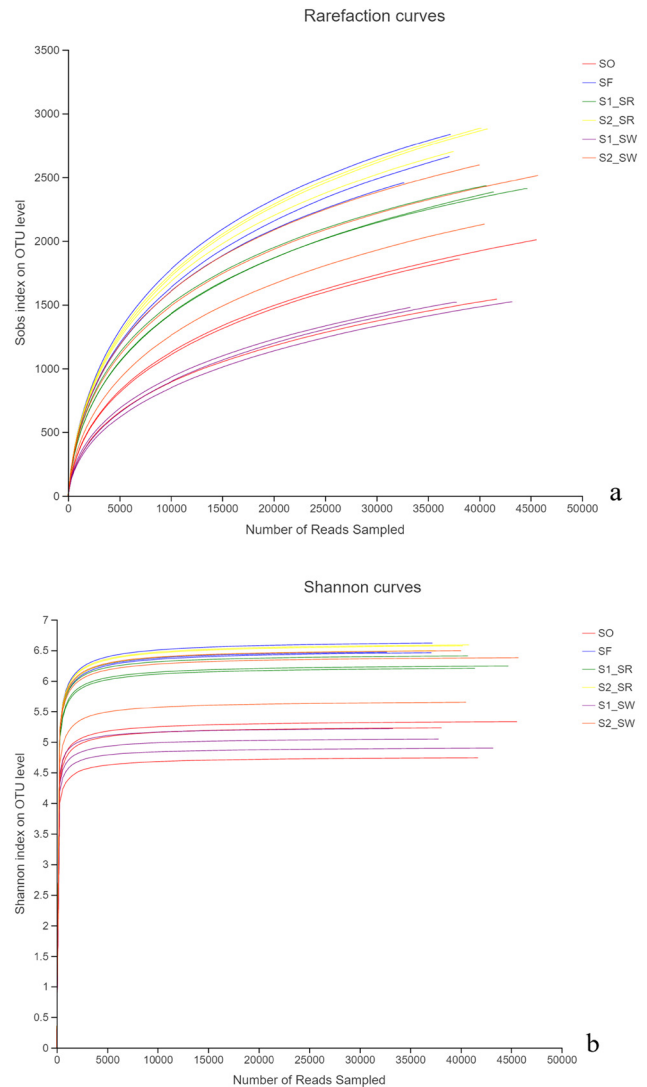 Rarefaction curves
3500
3000
2500
2000
1500
1000
500
0
Sobs index on OTU level
0 5000 10000 15000 20000 25000 30000 35000 40000 45000 50000
Number of Reads Sampled
SO
SF
S1_SR
S2_SR
S1_SW
S2_SW
a
Shannon curves
7
6.5
6
5.5
5
4.5
4
3.5
3
2.5
2
1.5
1
0.5
0
Shannon index on OTU level
0 5000 10000 15000 20000 25000 30000 35000 40000 45000 50000
Number of Reads Sampled
SO
SF
S1_SR
S2_SR
S1_SW
S2_SW
b